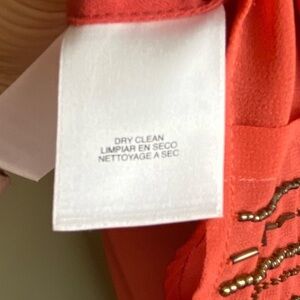 DRY CLEAN
LIMPIAR EN SECO
NETTOYAGE A SEC